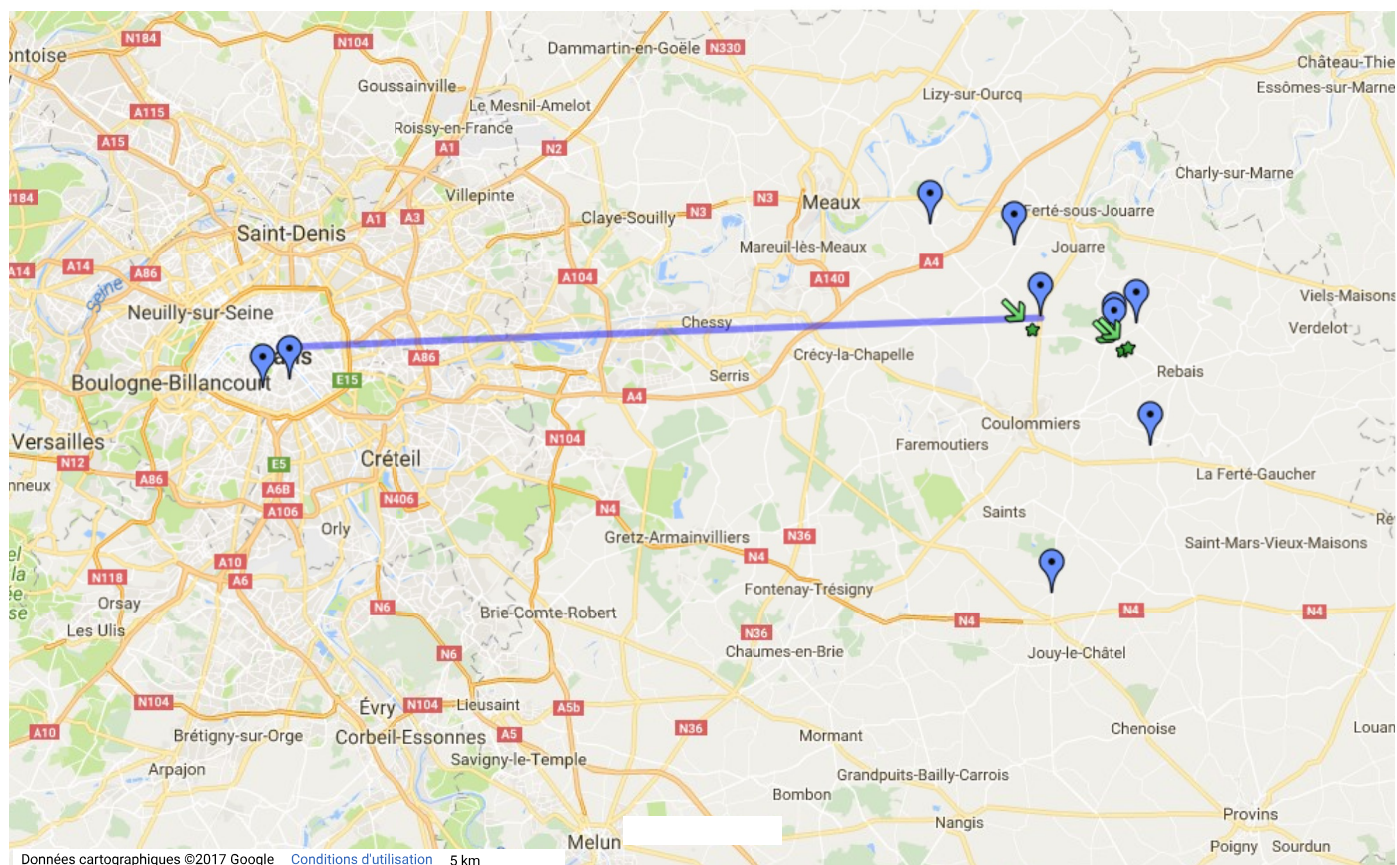 N184
N104
Dammartin-en-Goële
N330
ontoise
Château-Thie
Goussainville
Essômes-sur-Marne
Lizy-sur-Ourcq
Le Mesnil-Amelot
A115
Roissy-en-France
A15
A1
N2
Charly-sur-Marne
Villepinte
N3
Meaux
N3
Claye-Souilly
A1
A3
Ferté-sous-Jouarre
Saint-Denis
Mareuil-lès-Meaux
Jouarre
A14
A14
A86
A104
A140
A4
Seine
Viels-Maisons
Neuilly-sur-Seine
Chessy
Verdelot
A86
Crécy-la-Chapelle
Boulogne-Billancourt
E15
Serris
Rebais
A4
Coulommiers
Versailles
N104
Faremoutiers
N12
E5
Créteil
La Ferté-Gaucher
nneux
A86
A6B
N406
A106
N4
Saints
Orly
Gretz-Armainvilliers
N36
Saint-Mars-Vieux-Maisons
A10
N4
N118
A6
Fontenay-Trésigny
Orsay
N6
Brie-Comte-Robert
N4
N4
N4
Les Ulis
N36
N6
Chaumes-en-Brie
Jouy-le-Châtel
N104
Évry
N104
Lieusaint
A5b
A10
Brétigny-sur-Orge
Corbeil-Essonnes
A5
N36
Mormant
Chenoise
Louan
Savigny-le-Temple
Arpajon
Grandpuits-Bailly-Carrois
Bombon
Provins
Nangis
Melun
Poigny
Sourdun
Données cartographiques ©2017 Google Conditions d'utilisation 5 km